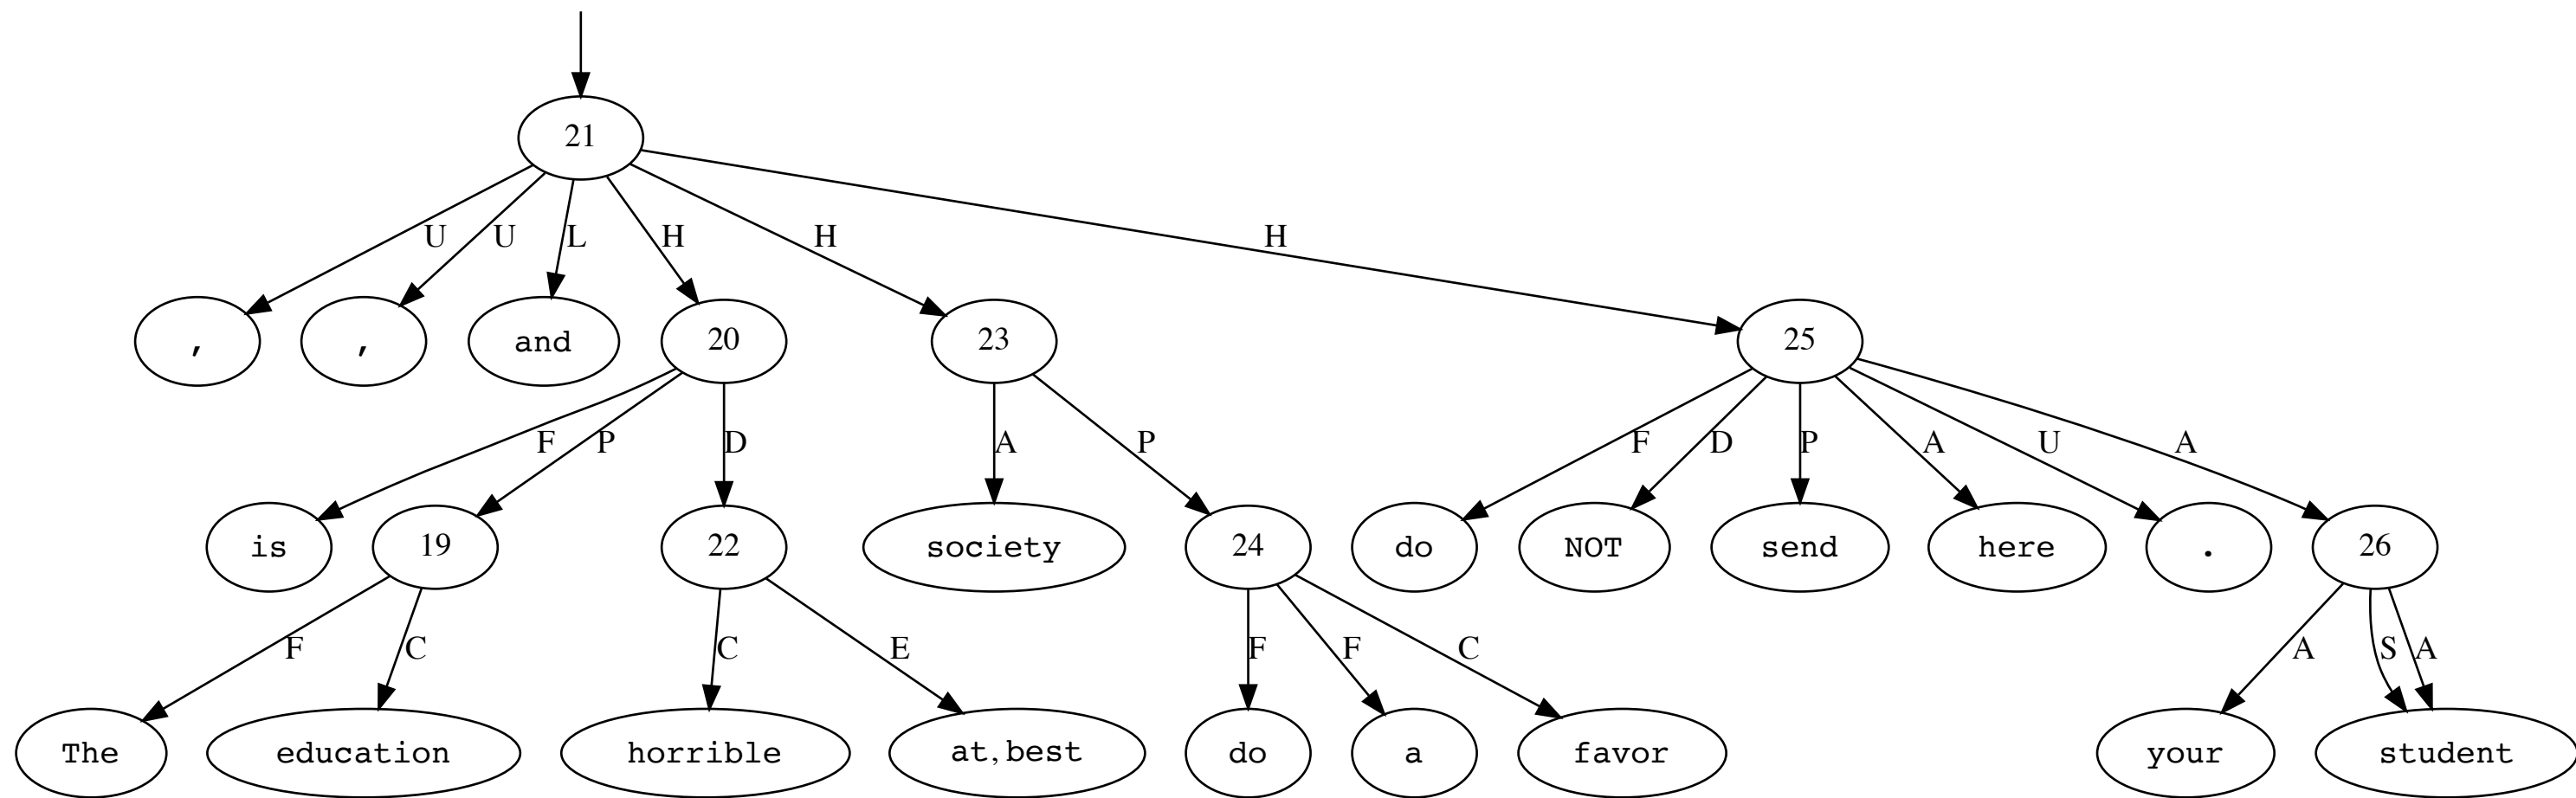 21
U U L H H H
, , and 20 23 25
F P D A P F D P A U A
is 19 22 society 24 do NOT send here . 26
F C C E F F C A S A
The education horrible at,best do a favor your student